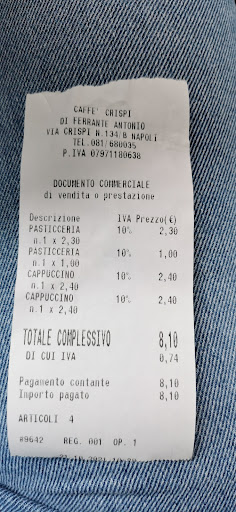 CAFFE' CRISPI
DI FERRANTE ANTONIO
VIA CRISPI N.134/B NAPOLI
TEL.081/680035
P.IVA 07971180638
DOCUMENTO COMMERCIALE
di vendita o prestazione
Descrizione IVA Prezzo(€)
PASTICCERIA 10% 2,30
n.1 x 2,30
PASTICCERIA 10% 1,00
n.1 x 1,00
CAPPUCCINO 10% 2,40
n.1 x 2,40
CAPPUCCINO 10% 2,40
n.1 x 2,40
TOTALE COMPLESSIVO 8,10
DI CUI IVA 0,74
Pagamento contante 8,10
Importo pagato 8,10
ARTICOLI 4
#9642 REG. 001 OP. 1